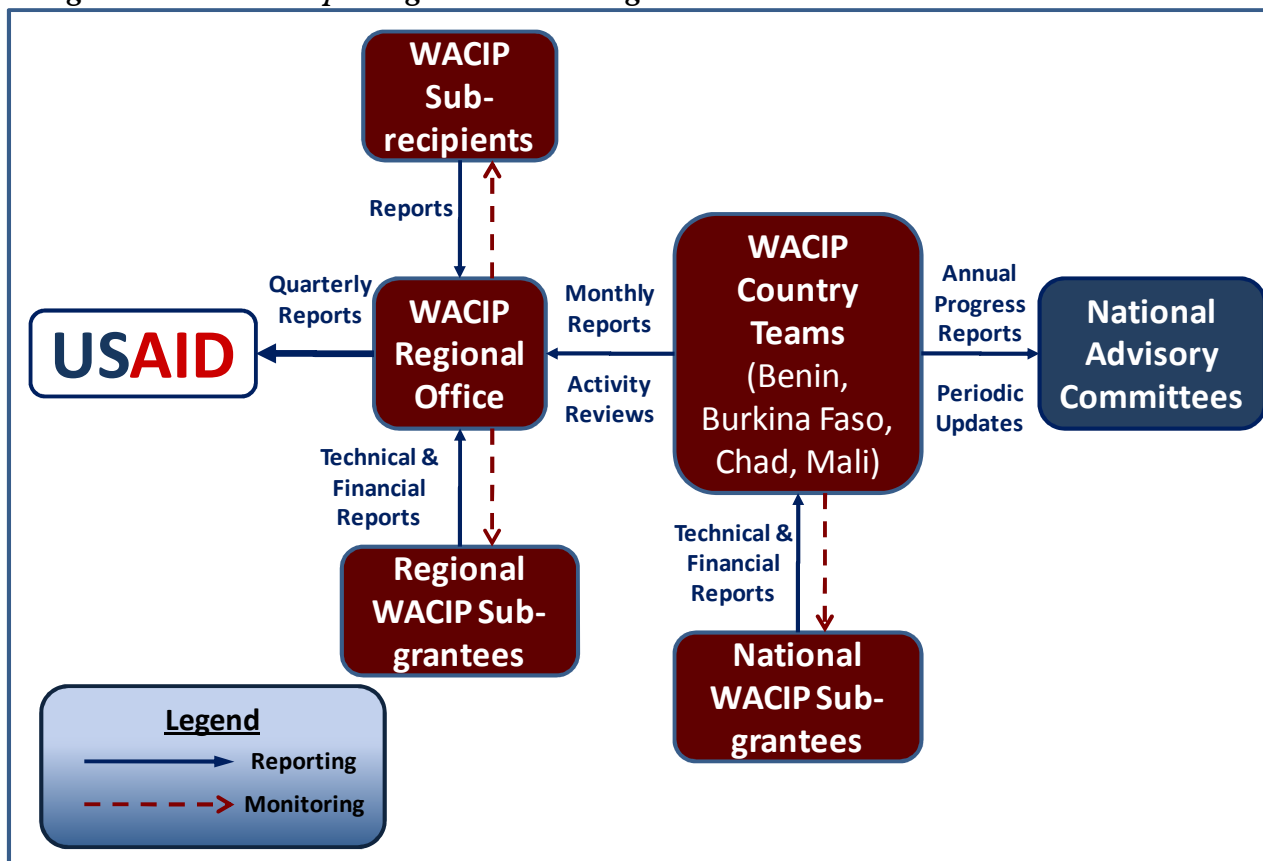 WACIP
Sub-
recipients
Reports
Quarterly
Reports
USAID
WACIP
Regional
Office
Monthly
Reports
Activity
Reviews
WACIP
Country
Teams
(Benin,
Burkina Faso,
Chad, Mali)
Annual
Progress
Reports
Periodic
Updates
National
Advisory
Committees
Technical &
Financial
Reports
Regional
WACIP Sub-
grantees
Technical &
Financial
Reports
National
WACIP Sub-
grantees
Legend
Reporting
Monitoring